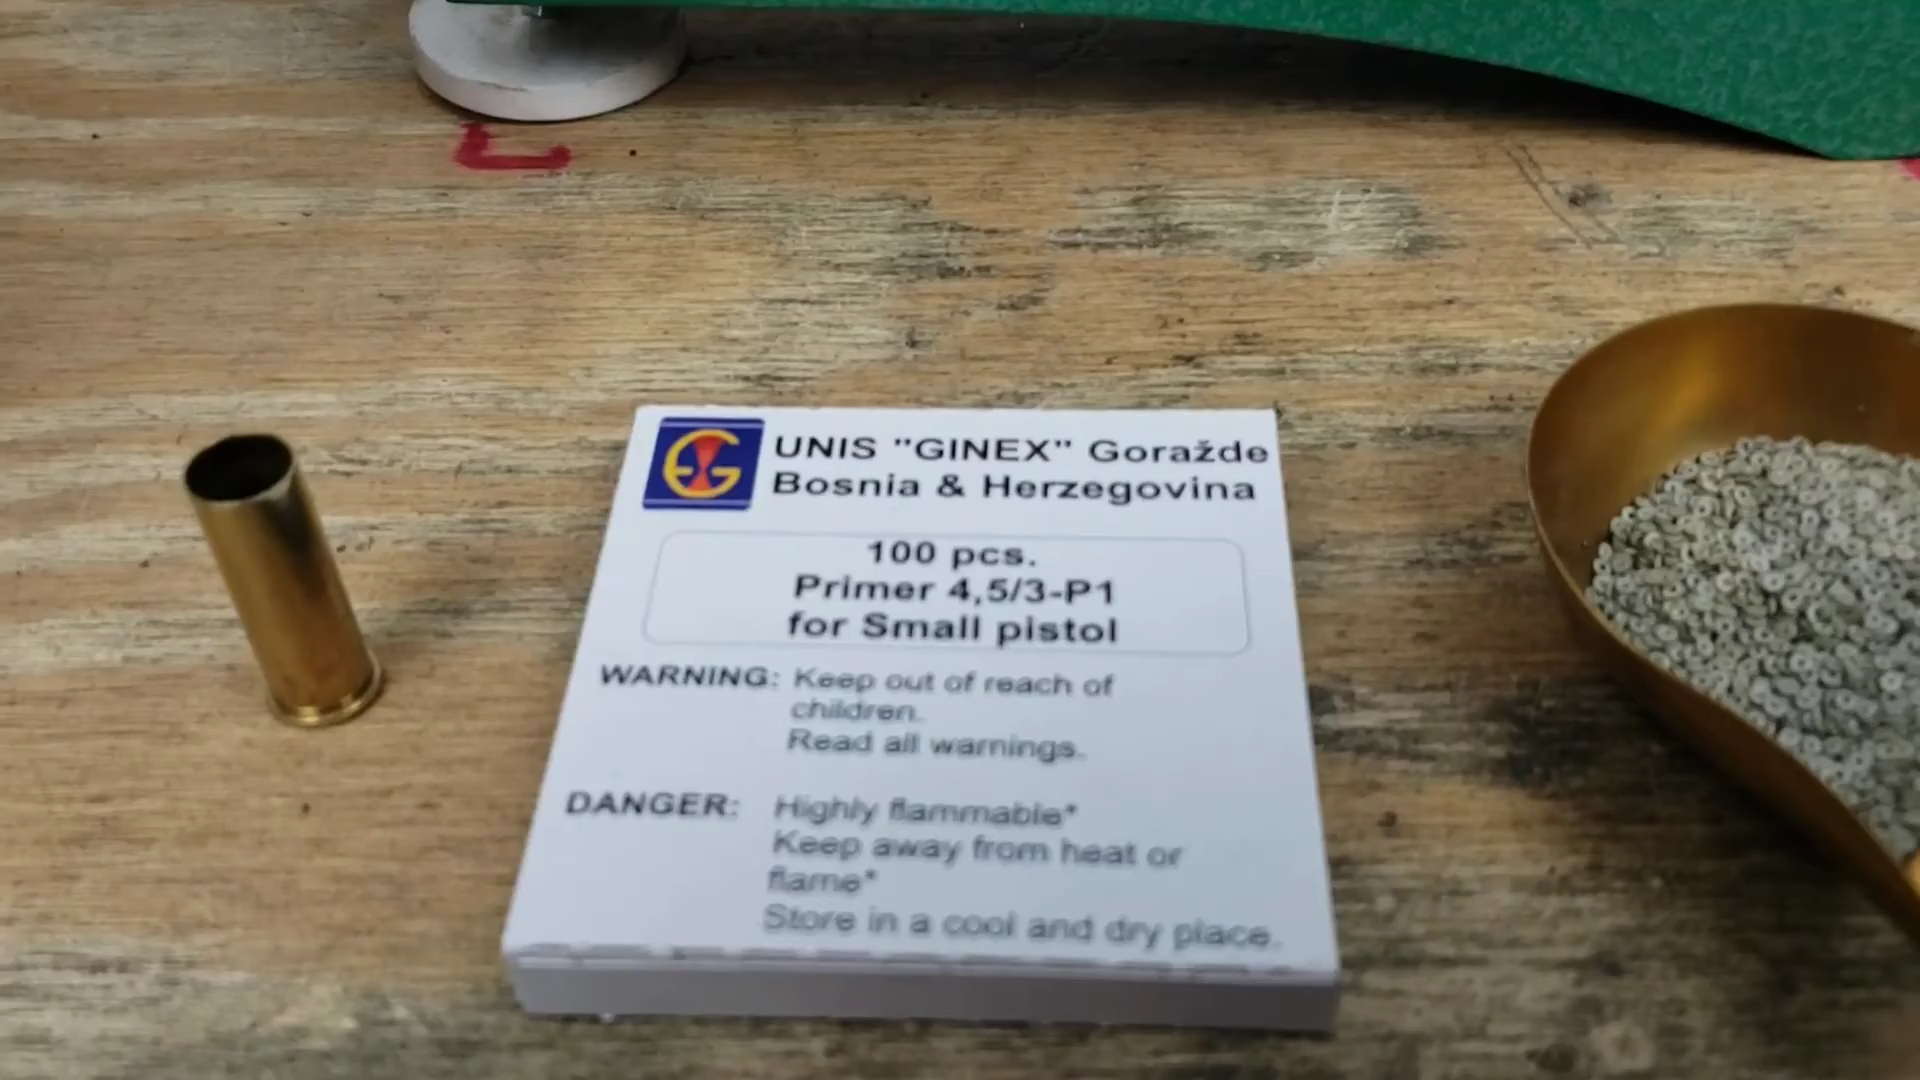 UNIS "GINEX" Goražde
Bosnia & Herzegovina
100 pcs.
Primer 4,5/3-P1
for Small pistol
WARNING: Keep out of reach of
children.
Read all warnings.
DANGER: Highly flammable*
Keep away from heat or
flame*
Store in a cool and dry place.